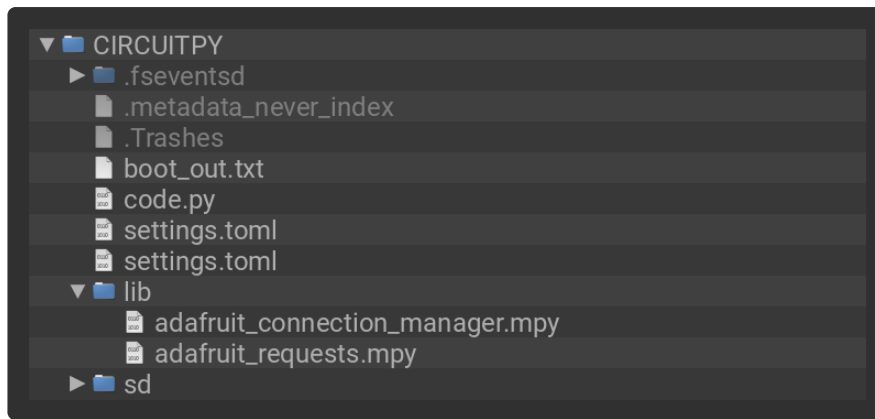 CIRCUITPY
.fseventsd
.metadata_never_index
.Trashes
boot_out.txt
code.py
settings.toml
settings.toml
lib
adafruit_connection_manager.mpy
adafruit_requests.mpy
sd